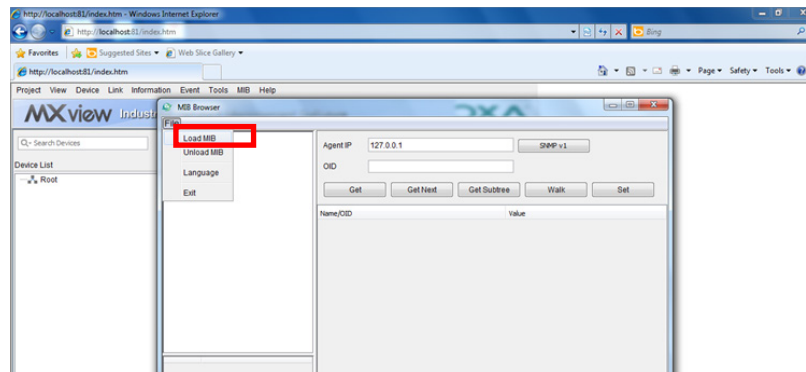 http://localhost:81/index.htm - Windows Internet Explorer
http://localhost:81/index.htm
Bing
Favorites
Suggested Sites
Web Slice Gallery
http://localhost:81/index.htm
Page
Safety
Tools
Project View Device Link Information Event Tools MIB Help
MXview Indust
MIB Browser
File
Load MIB
Unload MIB
Language
Exit
Search Devices
Device List
Root
Agent IP
127.0.0.1
SNMP v1
OID
Get
Get Next
Get Subtree
Walk
Set
Name/OID
Value